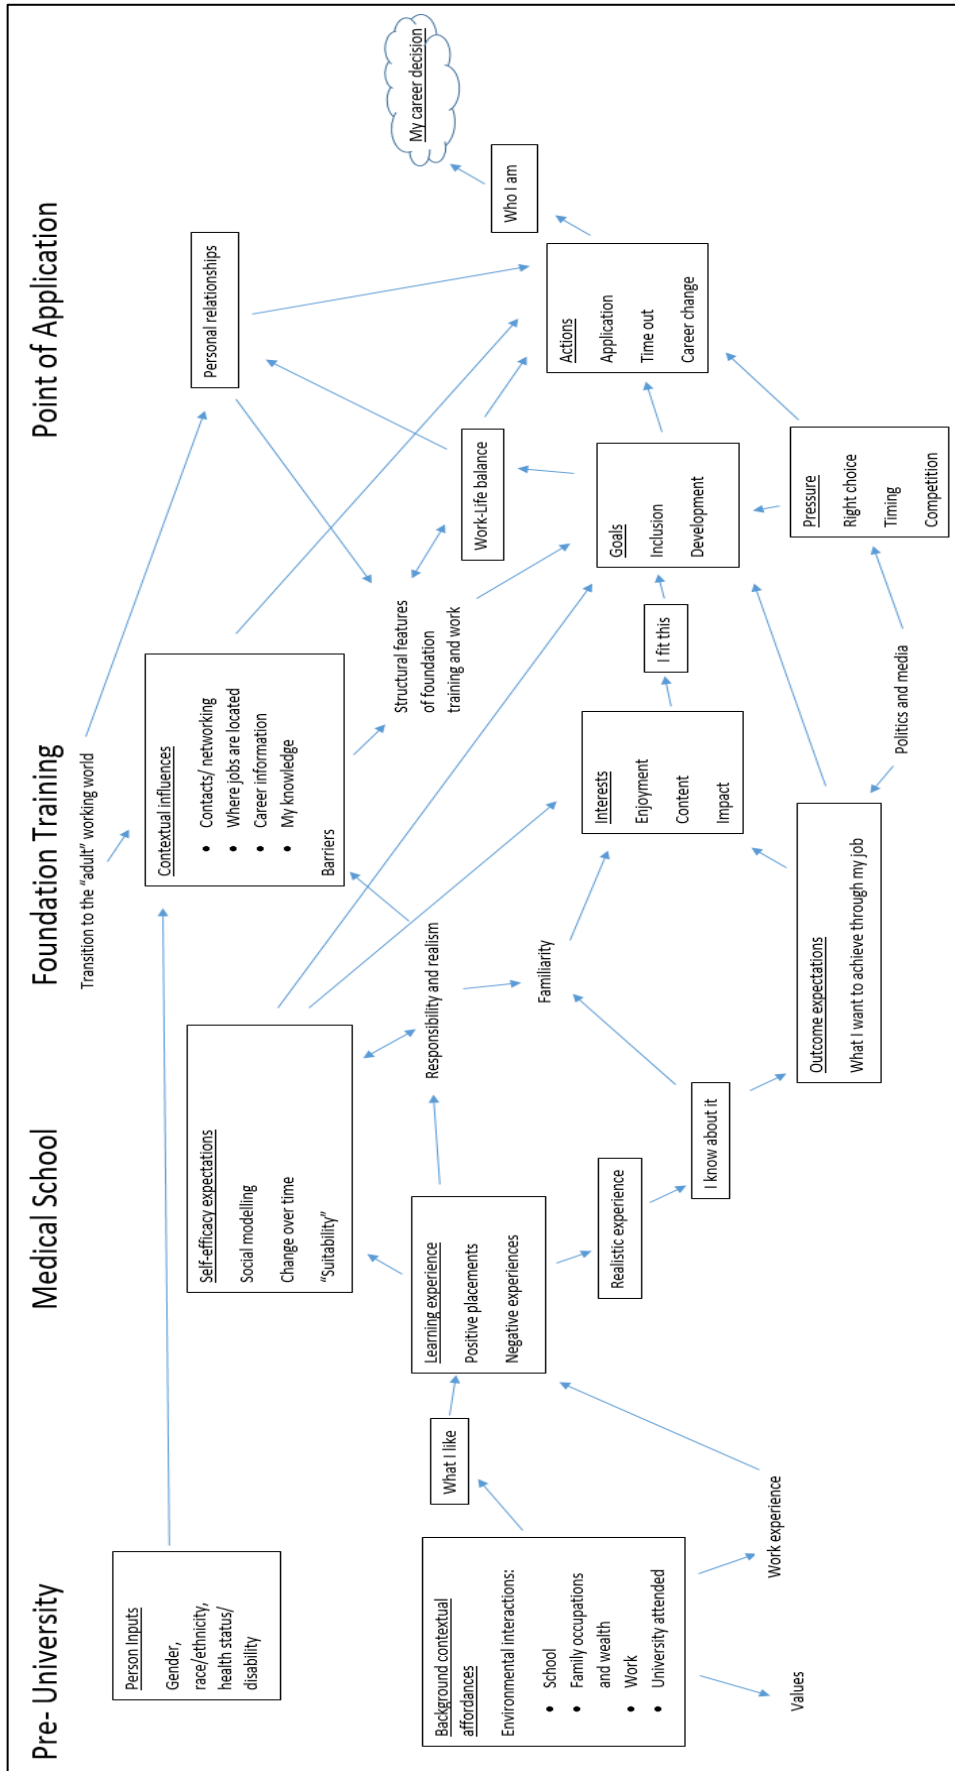 Pre- University
Medical School
Foundation Training
Point of Application
Person Inputs
Gender,
race/ethnicity,
health status/
disability
Background contextual
affordances
Environmental interactions:
• School
• Family occupations
and wealth
• Work
• University attended
Values
Work experience
What I like
Learning experience
Positive placements
Negative experiences
Self-efficacy expectations
Social modelling
Change over time
“Suitability”
Realistic experience
I know about it
Responsibility and realism
Familiarity
Outcome expectations
What I want to achieve through my job
Transition to the “adult” working world
Contextual influences
• Contacts/ networking
• Where jobs are located
• Career information
• My knowledge
Barriers
Interests
Enjoyment
Content
Impact
I fit this
Structural features
of foundation
training and work
Politics and media
Goals
Inclusion
Development
Work-Life balance
Pressure
Right choice
Timing
Competition
Personal relationships
Actions
Application
Time out
Career change
Who I am
My career decision